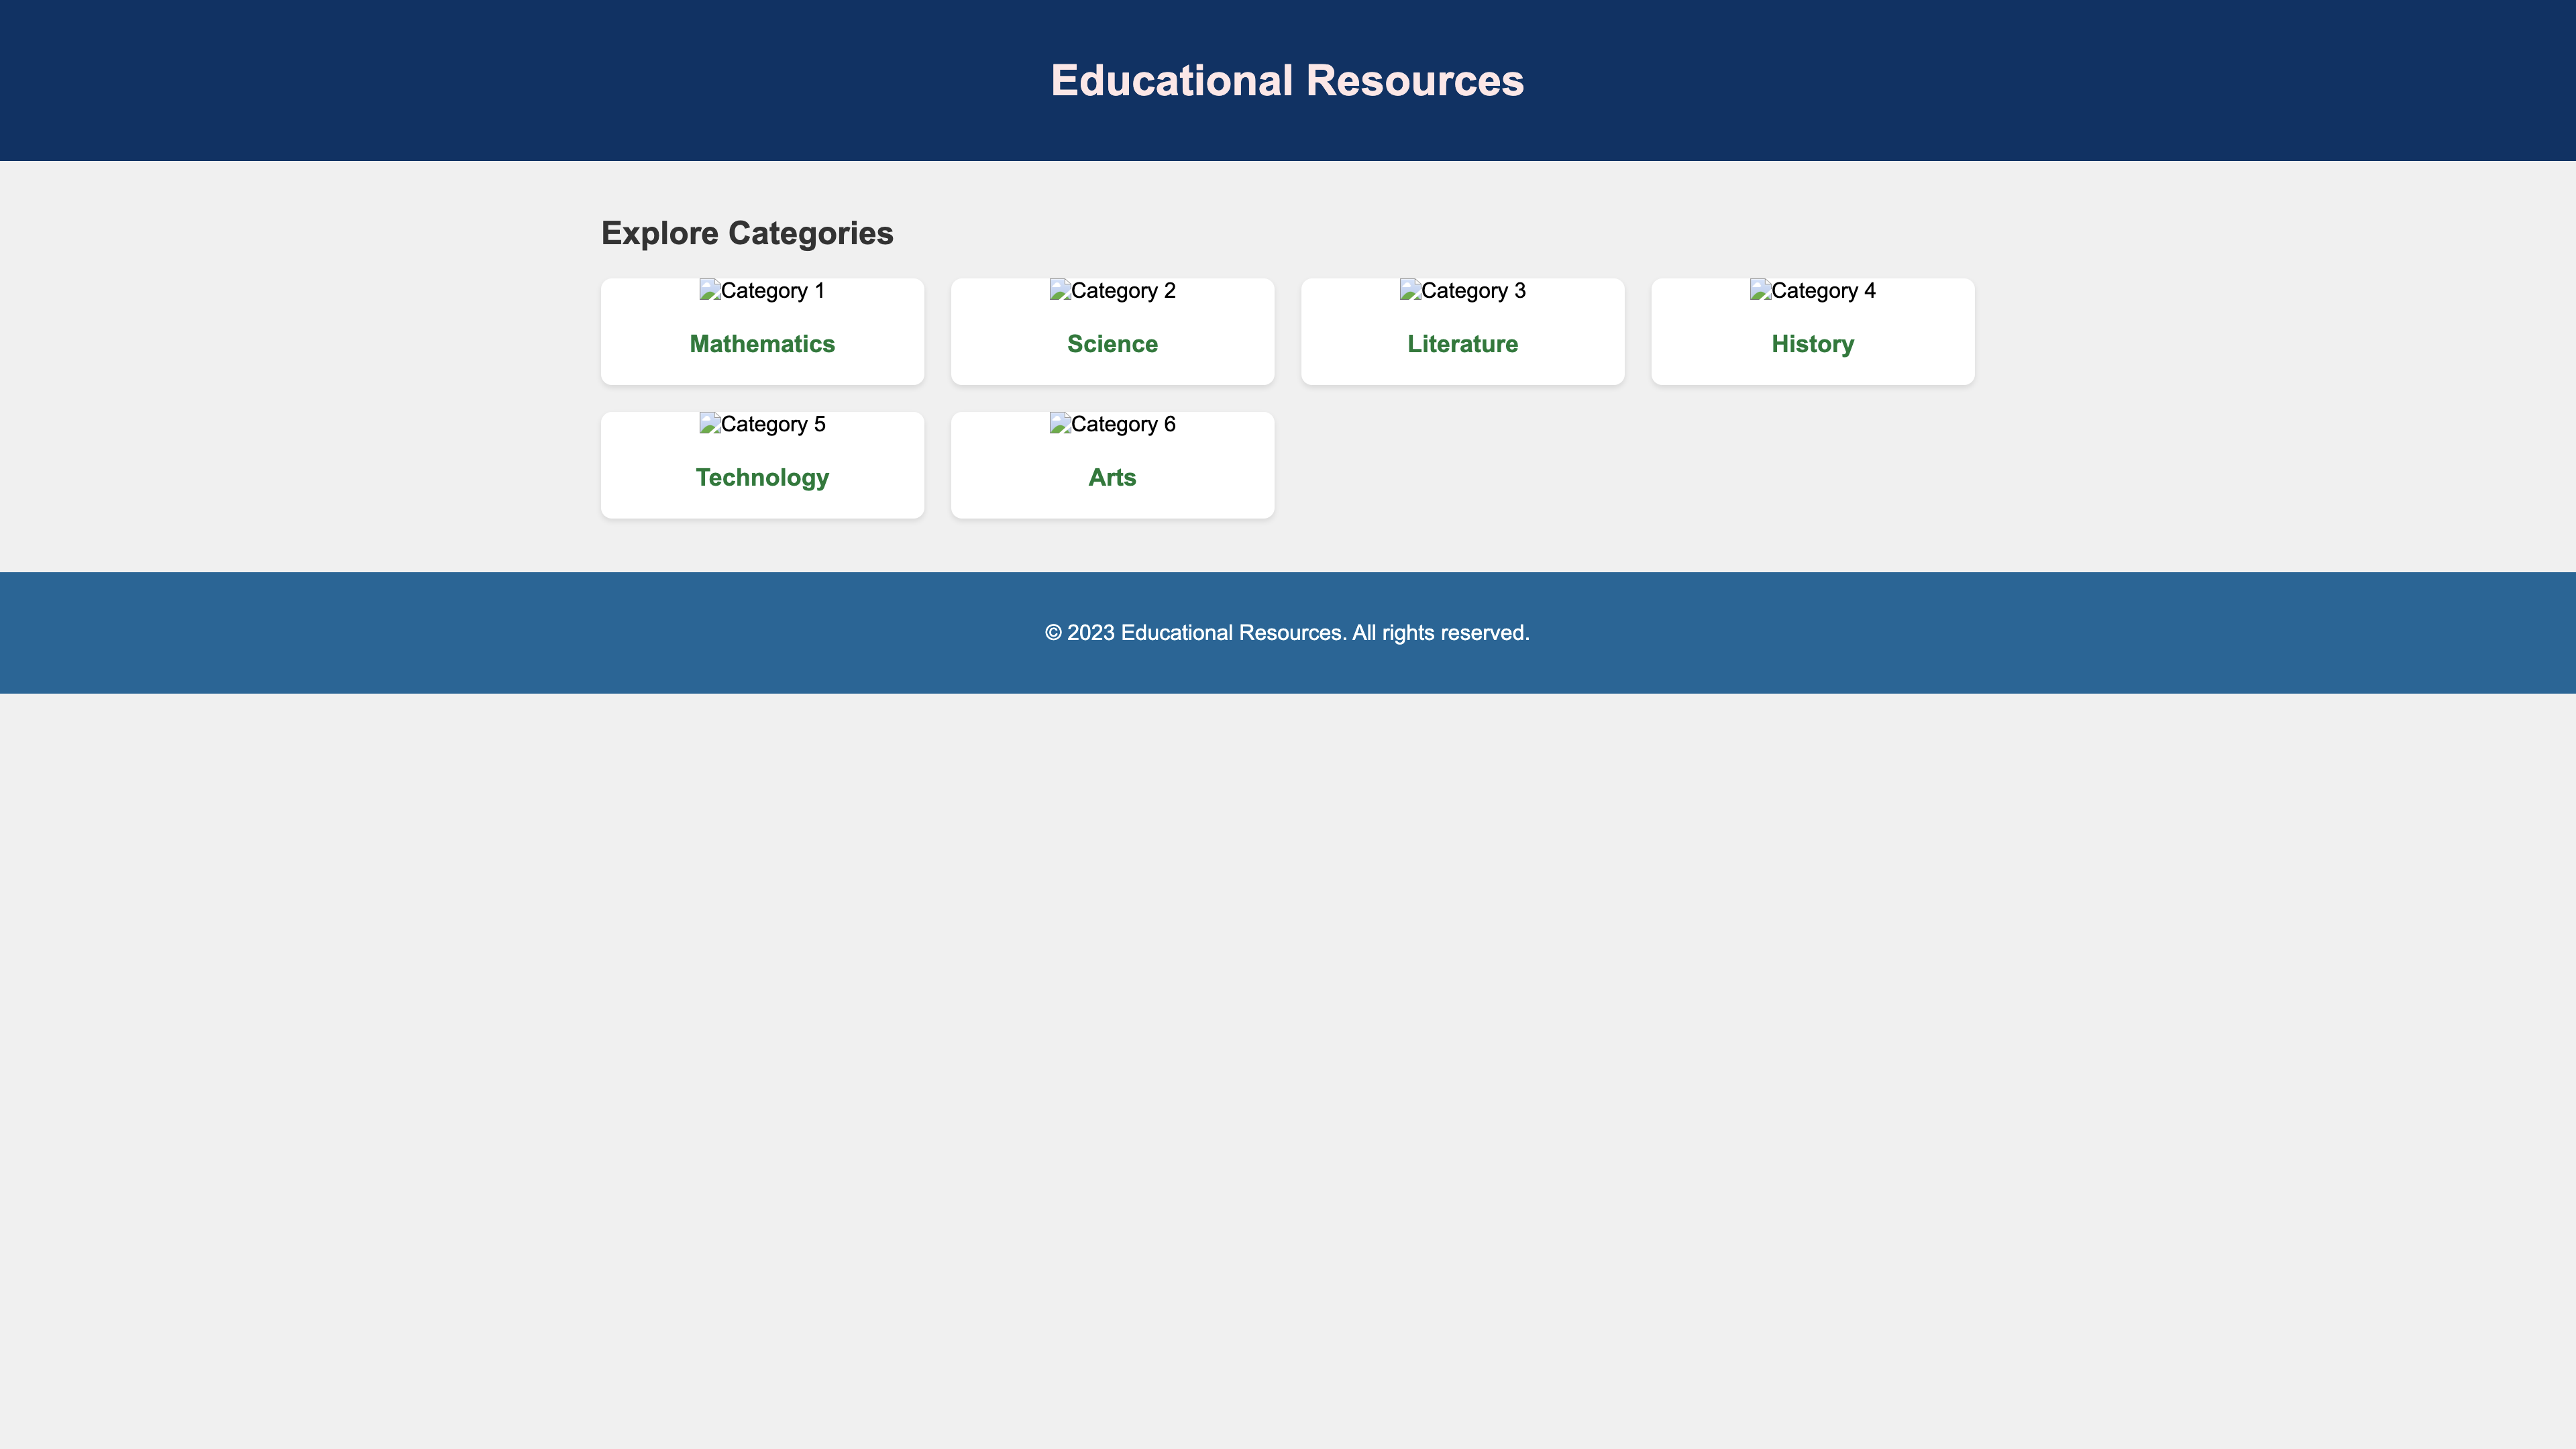 Educational Resources
Explore Categories
Category 1
Category 2
Category 3
Category 4
Mathematics
Science
Literature
History
Category 5
Category 6
Technology
Arts
© 2023 Educational Resources. All rights reserved.